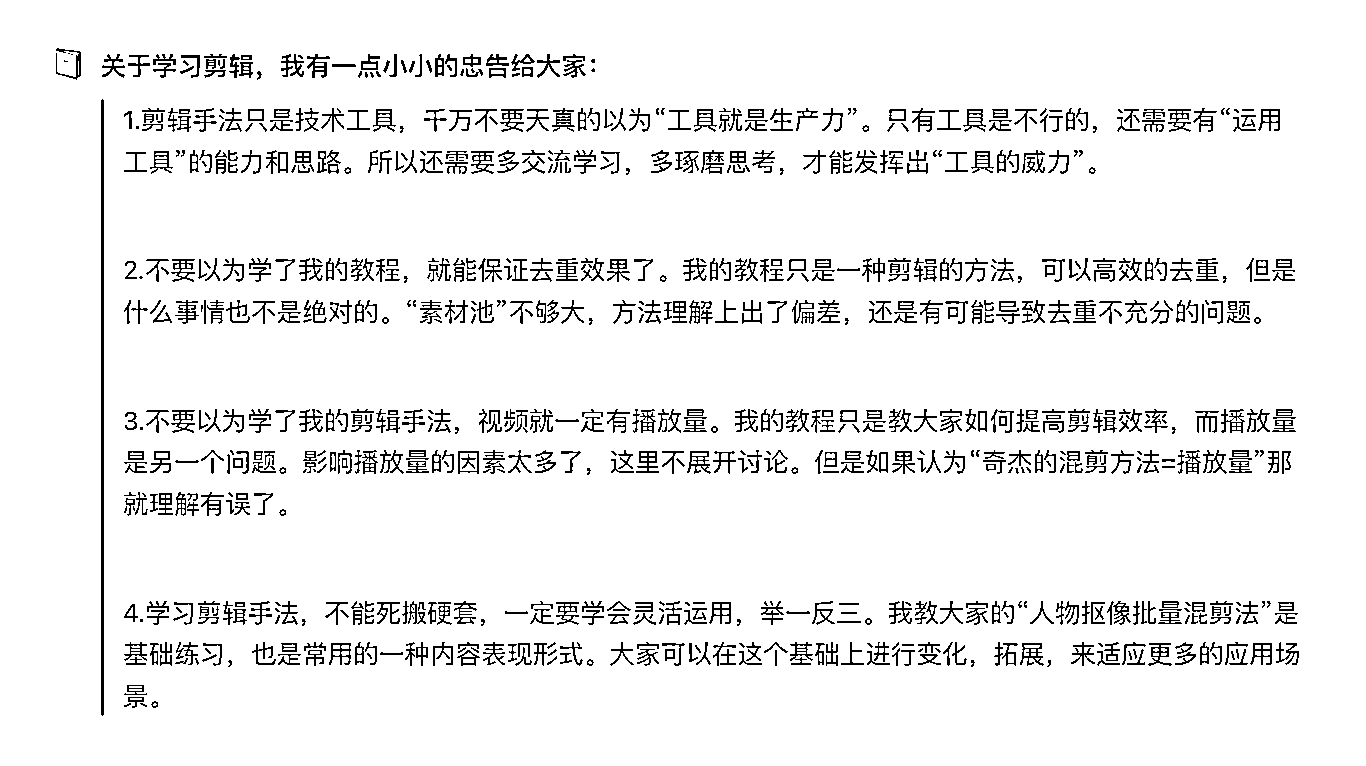 关于学习剪辑，我有一点小小的忠告给大家：
1.剪辑手法只是技术工具，千万不要天真的以为“工具就是生产力”。只有工具是不行的，还需要有“运用
工具”的能力和思路。所以还需要多交流学习，多琢磨思考，才能发挥出“工具的威力”。
2.不要以为学了我的教程，就能保证去重效果了。我的教程只是一种剪辑的方法，可以高效的去重，但是
什么事情也不是绝对的。“素材池”不够大，方法理解上出了偏差，还是有可能导致去重不充分的问题。
3.不要以为学了我的剪辑手法，视频就一定有播放量。我的教程只是教大家如何提高剪辑效率，而播放量
是另一个问题。影响播放量的因素太多了，这里不展开讨论。但是如果认为“奇杰的混剪方法=播放量”那
就理解有误了。
4.学习剪辑手法，不能死搬硬套，一定要学会灵活运用，举一反三。我教大家的“人物抠像批量混剪法”是
基础练习，也是常用的一种内容表现形式。大家可以在这个基础上进行变化，拓展，来适应更多的应用场
景。